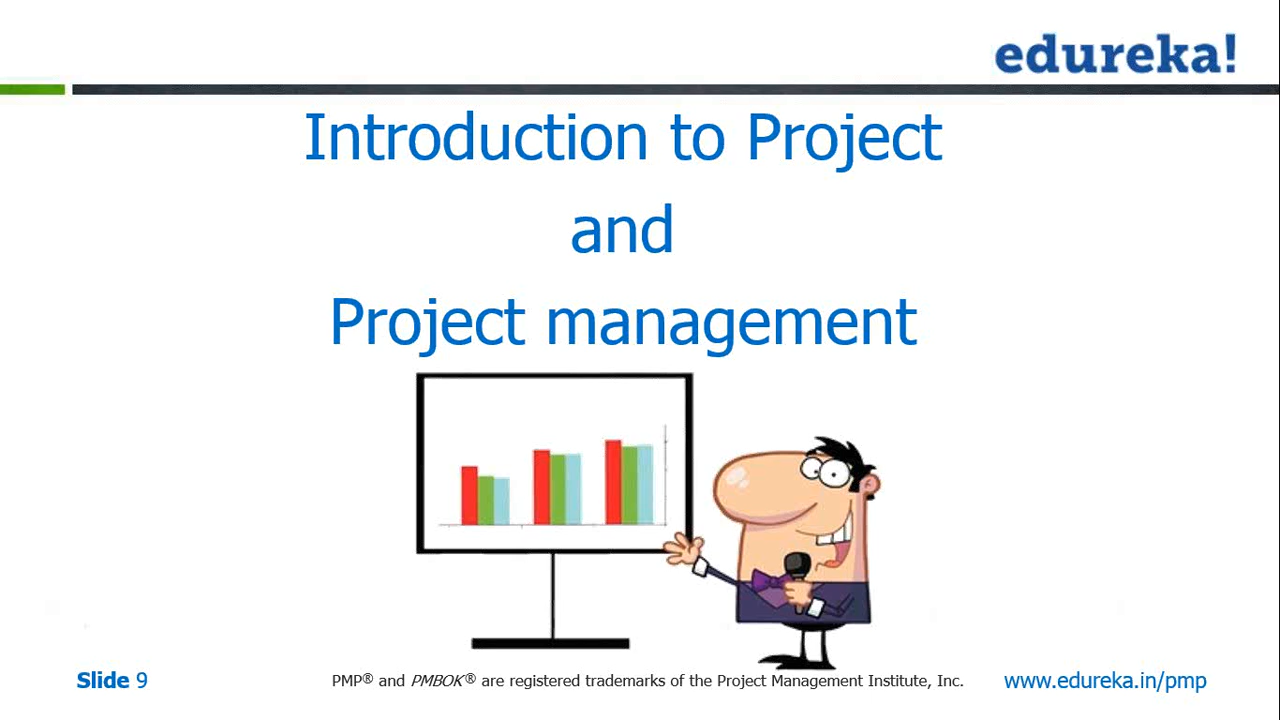 edureka!
Introduction to Project
and
Project management
Slide 9
PMP® and PMBOK® are registered trademarks of the Project Management Institute, Inc.
www.edureka.in/pmp